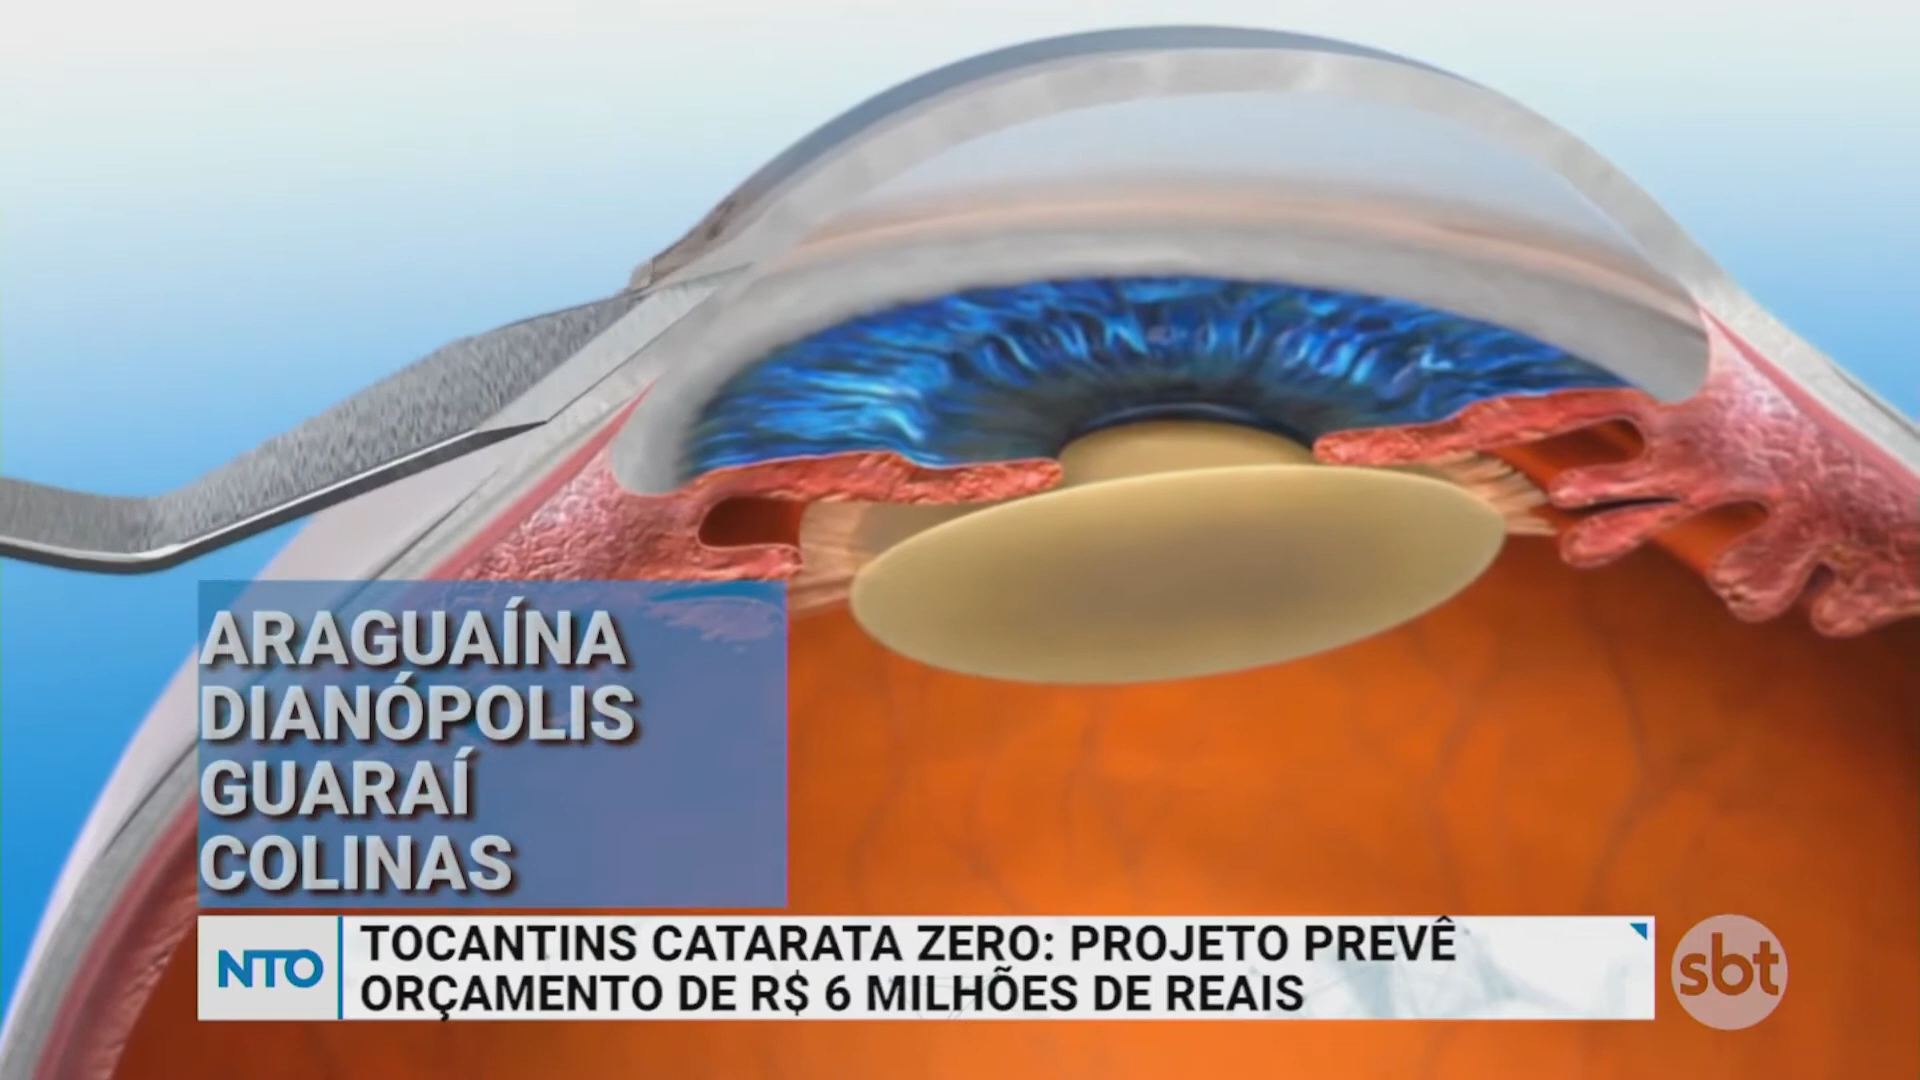 ARAGUAÍNA
DIANÓPOLIS
GUARAÍ
COLINAS
NTO
TOCANTINS CATARATA ZERO: PROJETO PREVÊ
ORÇAMENTO DE R$ 6 MILHÕES DE REAIS
sbt